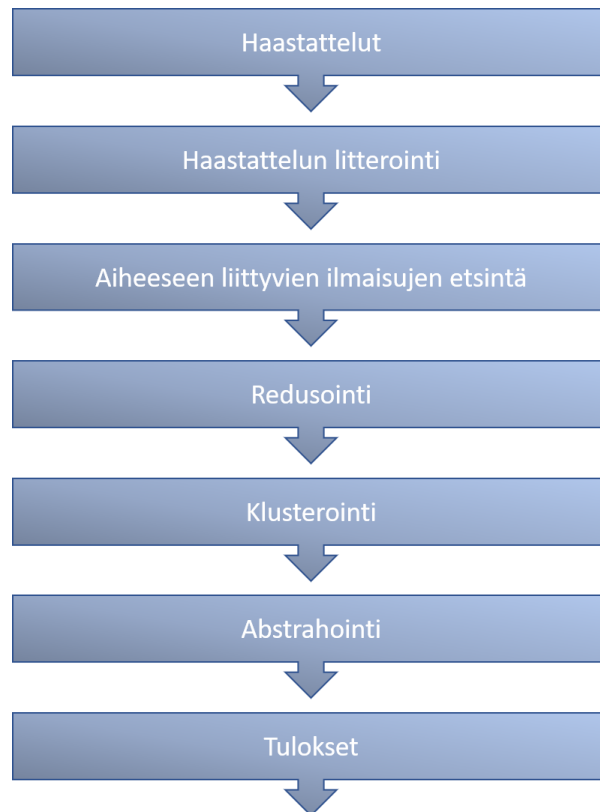 Haastattelut
Haastattelun litterointi
Aiheeseen liittyvien ilmaisujen etsintä
Redusointi
Klusterointi
Abstrahointi
Tulokset